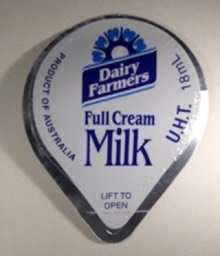 Dairy
Farmers
PRODUCT OF AUSTRALIA
Full Cream
Milk
U.H.T. 18mL
LIFT TO
OPEN